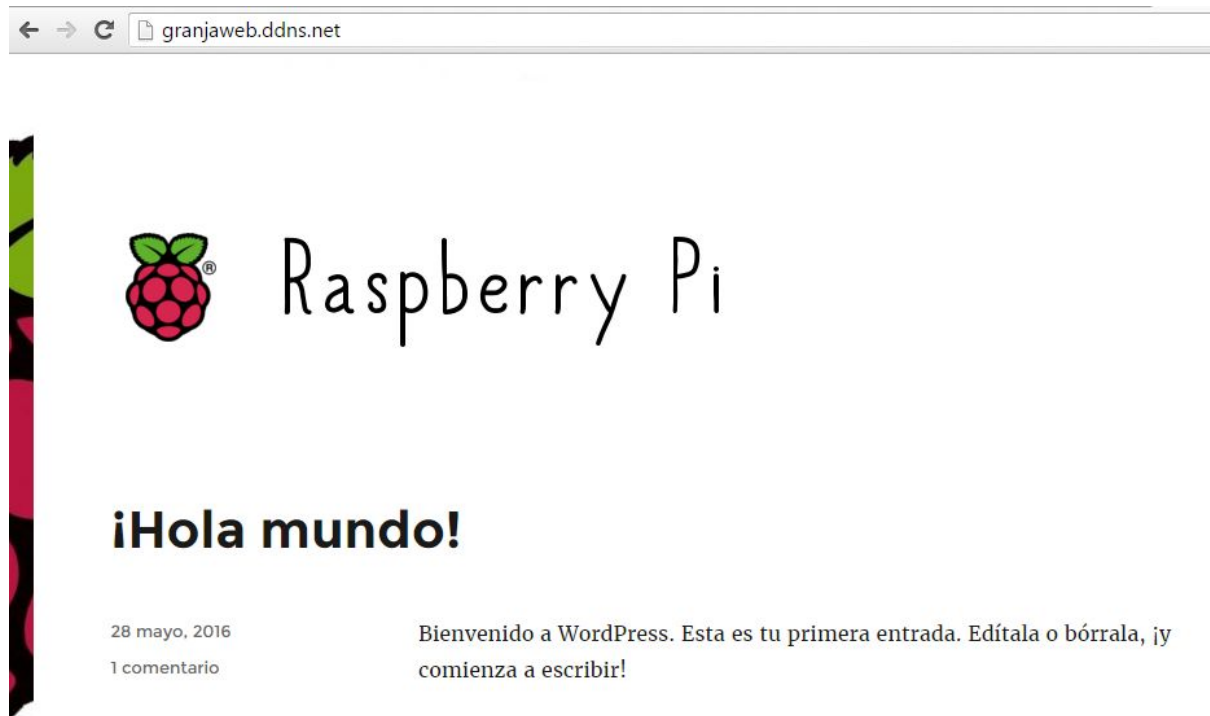 granjaweb.ddns.net
®
Raspberry Pi
¡Hola mundo!
28 mayo, 2016
1 comentario
Bienvenido a WordPress. Esta es tu primera entrada. Edítala o bórrala, ¡y
comienza a escribir!